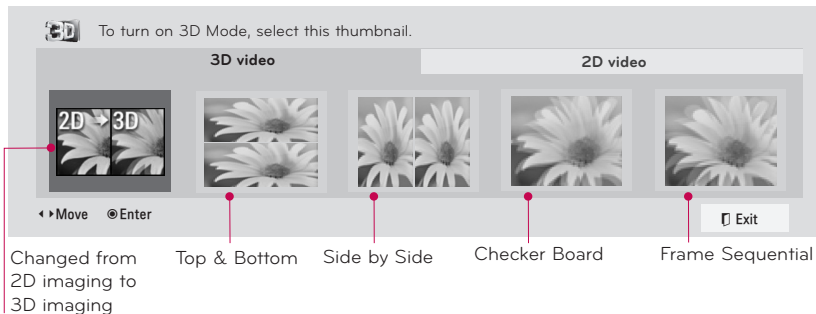 3D To turn on 3D Mode, select this thumbnail.
3D video 2D video
2D → 3D
Move Enter
Exit
Changed from
2D imaging to
3D imaging
Top & Bottom
Side by Side
Checker Board
Frame Sequential